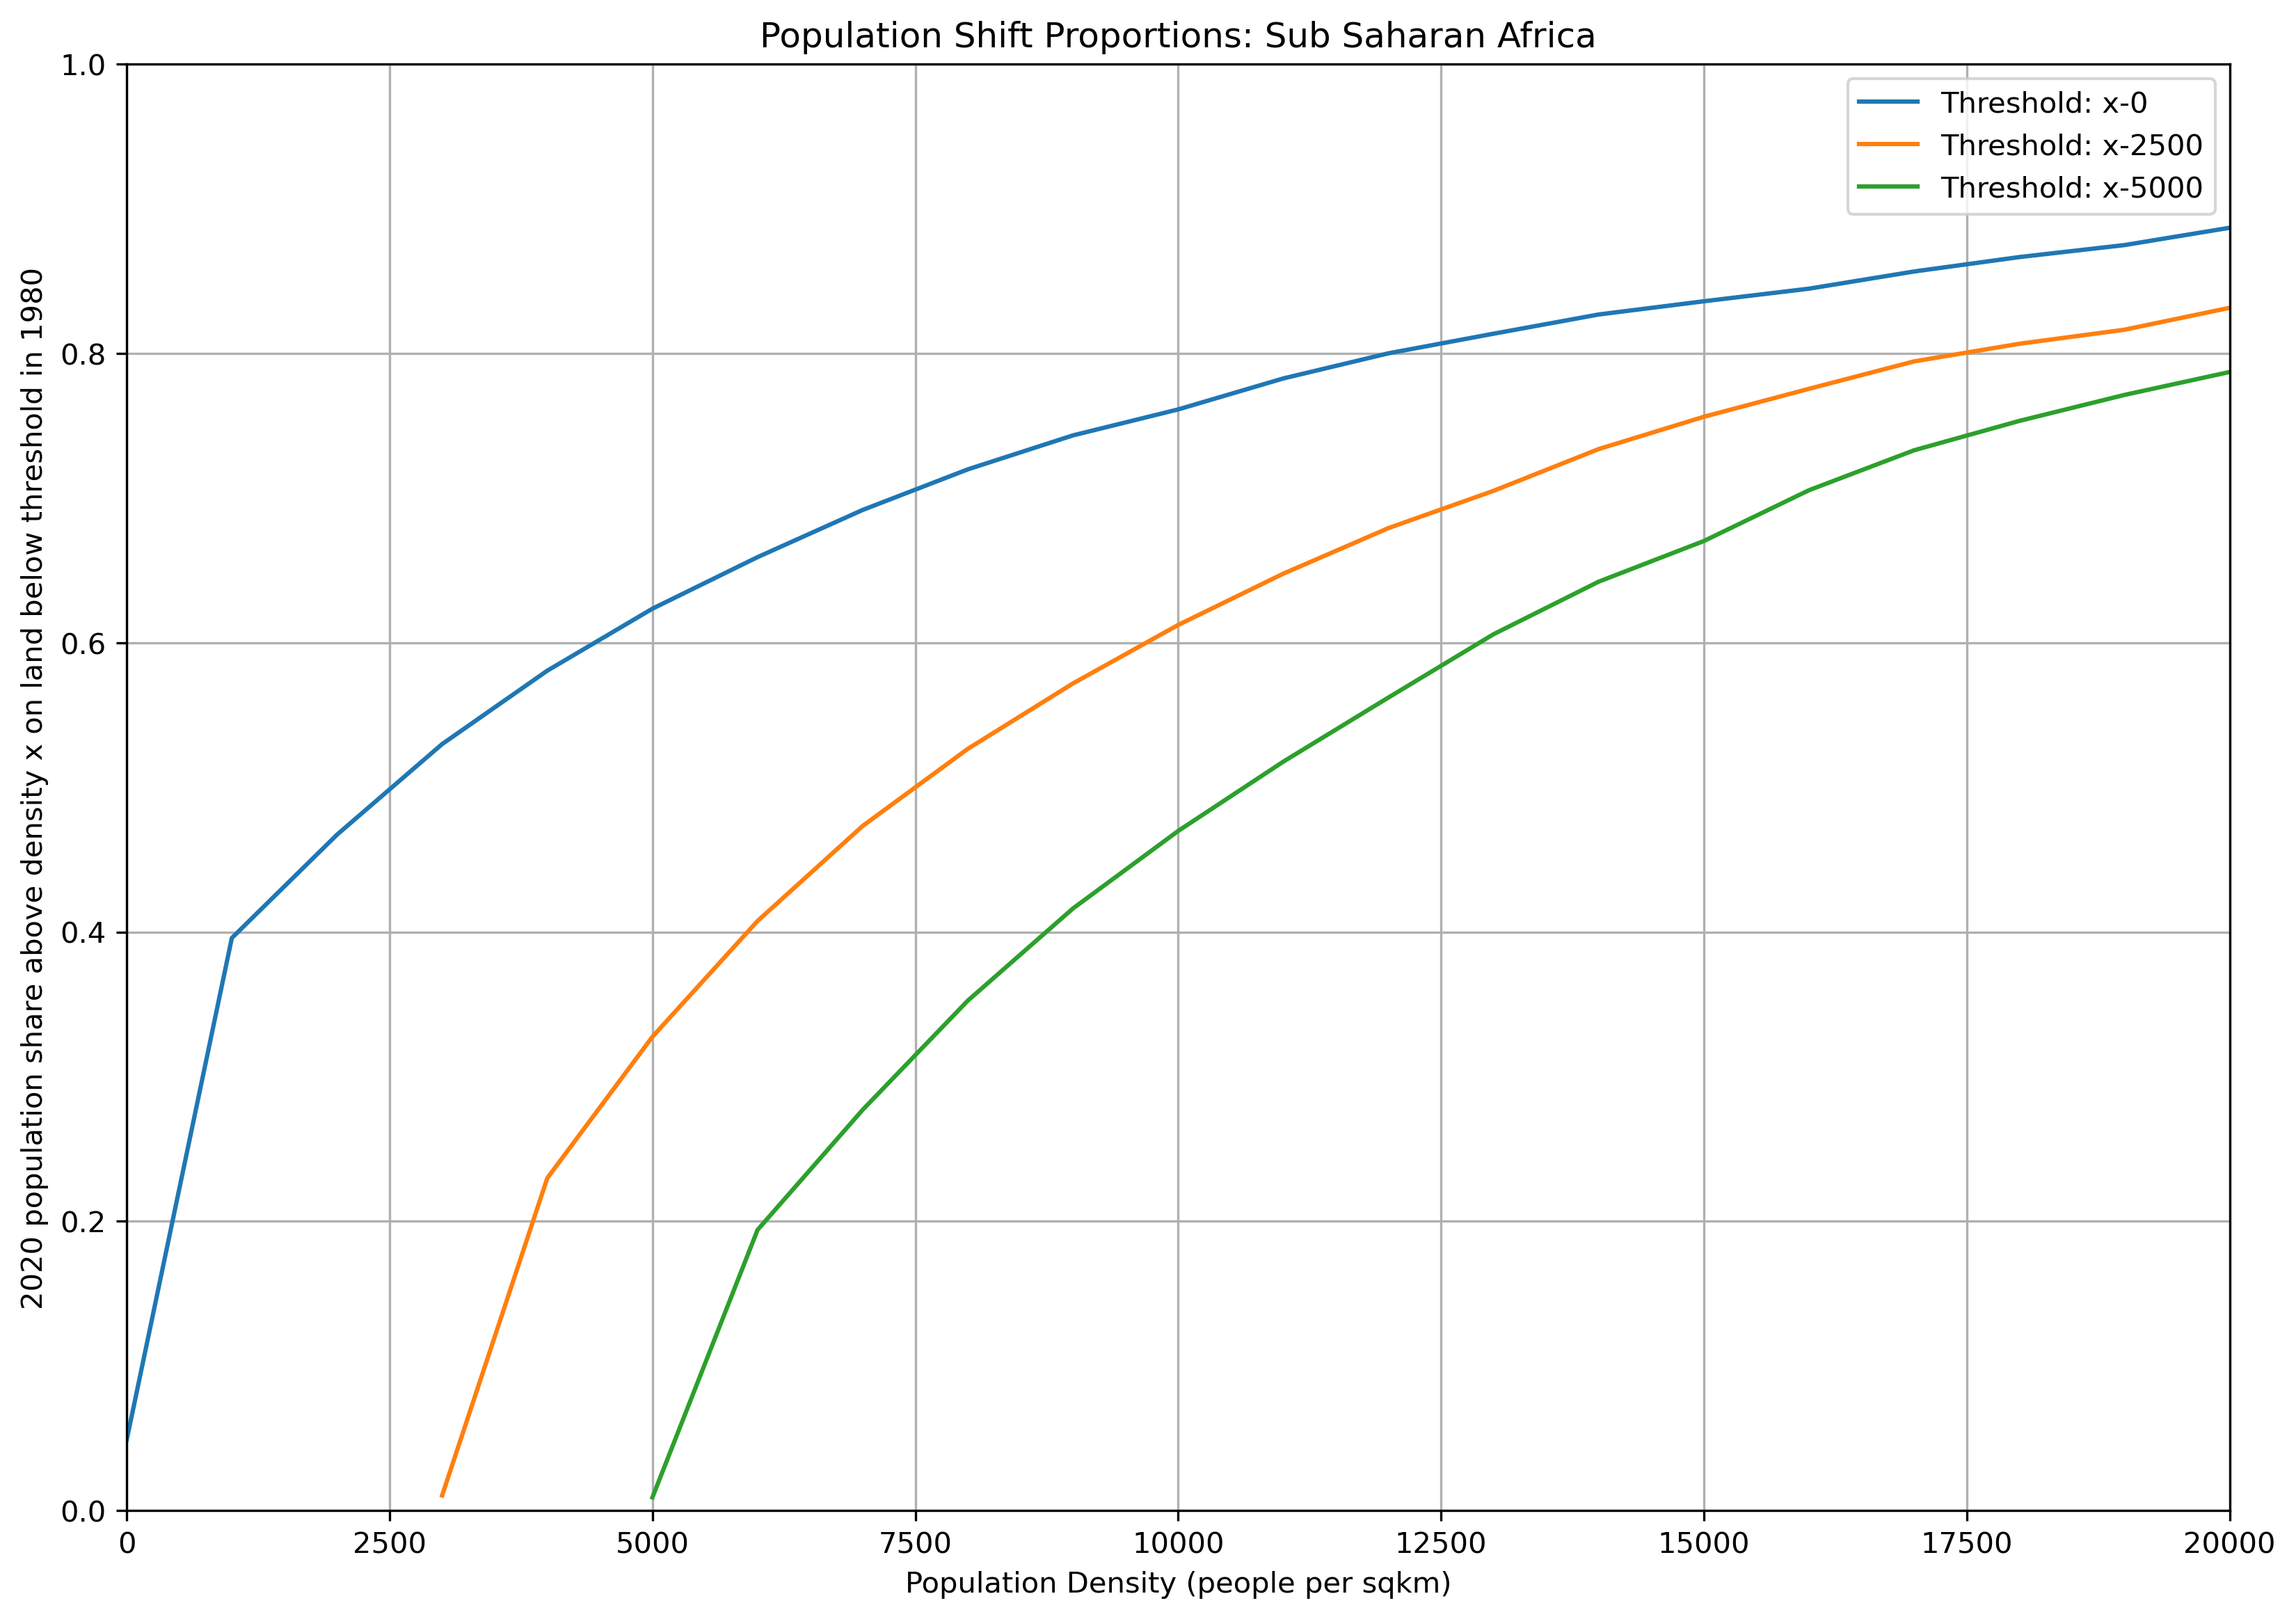 Population Shift Proportions: Sub Saharan Africa
Threshold: x-0
Threshold: x-2500
Threshold: x-5000
2020 population share above density x on land below threshold in 1980
1.0
0.8
0.6
0.4
0.2
0.0
0 2500 5000 7500 10000 12500 15000 17500 20000
Population Density (people per sqkm)